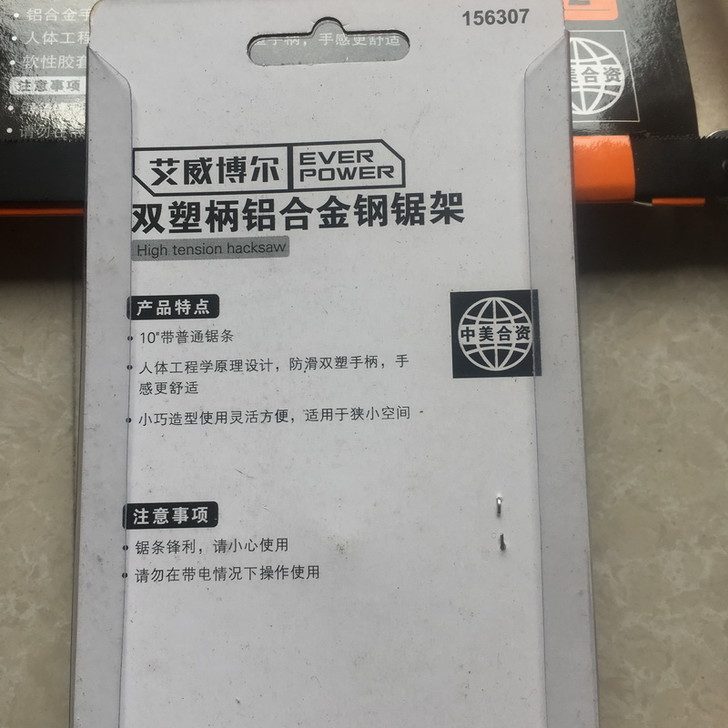 铝合金手
人体工程
软性胶套
注意事项
请勿在
手柄，手感更舒适
156307
美合资
艾威博尔
EVER
POWER
双塑柄铝合金钢锯架
High tension hacksaw
产品特点
10"带普通锯条
人体工程学原理设计，防滑双塑手柄，手
感更舒适
小巧造型使用灵活方便，适用于狭小空间
中美合资
注意事项
锯条锋利，请小心使用
请勿在带电情况下操作使用